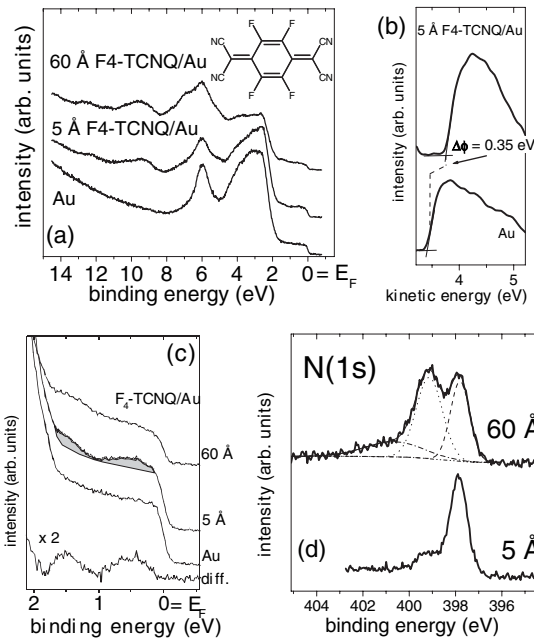 60 Å F4-TCNQ/Au
5 Å F4-TCNQ/Au
Au
(a)
intensity (arb. units)
NC
NC
F
F
F
F
CN
CN
14 12 10 8 6 4 2 0 = E_F
binding energy (eV)
(b)
5 Å F4-TCNQ/Au
Δϕ = 0.35 eV
Au
intensity (arb. units)
4 5
kinetic energy (eV)
(c)
F₄-TCNQ/Au
60 Å
5 Å
Au
x 2
diff.
intensity (arb. units)
2 1 0 = E_F
binding energy (eV)
N(1s)
60 Å
5 Å
(d)
intensity (arb. units)
404 402 400 398 396 394
binding energy (eV)